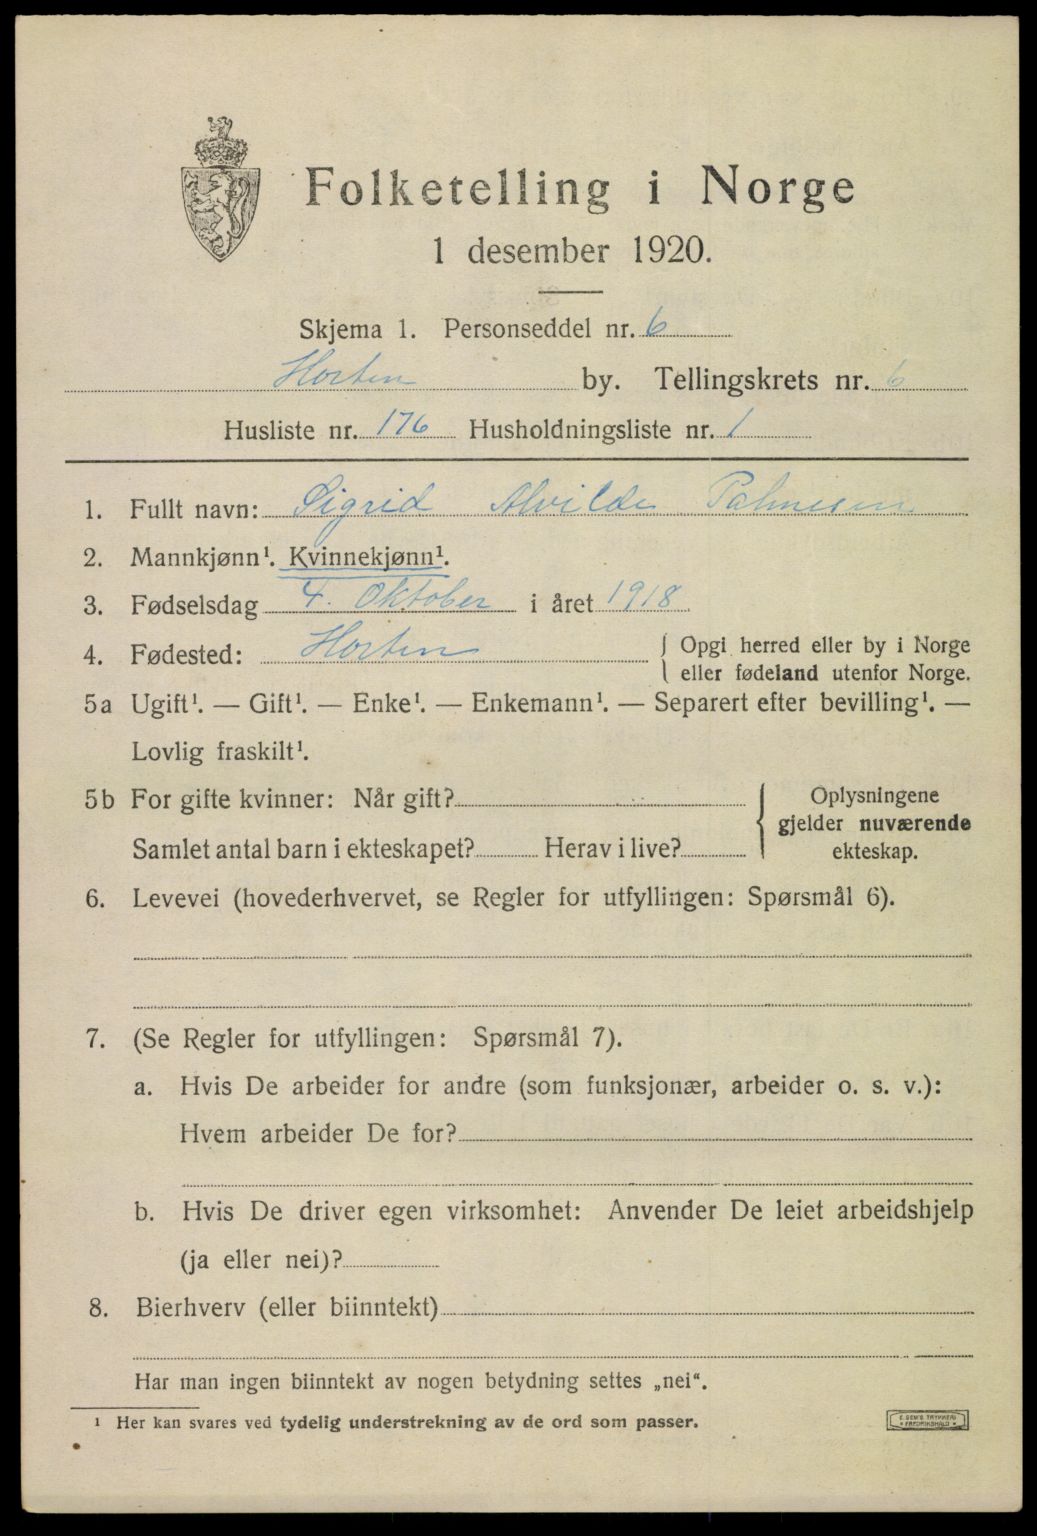 Folketelling i Norge
1 desember 1920.
Skjema 1. Personseddel nr. 6
Horten by. Tellingskrets nr. 6
Husliste nr. 176 Husholdningsliste nr. 1
1. Fullt navn: Sigrid Alvilde Palmesen
2. Mannkjønn¹. Kvinnekjønn¹.
3. Fødselsdag 4. Oktober i året 1918
4. Fødested: Horten { Opgi herred eller by i Norge
eller fødeland utenfor Norge.
5a Ugift¹. — Gift¹. — Enke¹. — Enkemann¹. — Separert efter bevilling¹. —
Lovlig fraskilt¹.
5b For gifte kvinner: Når gift?
Samlet antal barn i ekteskapet? Herav i live?
{ Oplysningene
gjelder nuværende
ekteskap.
6. Levevei (hovederhvervet, se Regler for utfyllingen: Spørsmål 6).
7. (Se Regler for utfyllingen: Spørsmål 7).
a. Hvis De arbeider for andre (som funksjonær, arbeider o. s. v.):
Hvem arbeider De for?
b. Hvis De driver egen virksomhet: Anvender De leiet arbeidshjelp
(ja eller nei)?
8. Bierhverv (eller biinntekt)
Har man ingen biinntekt av nogen betydning settes „nei“.
¹ Her kan svares ved tydelig understrekning av de ord som passer.
E. SEM'S TRYKKERI
FREDRIKSHALD